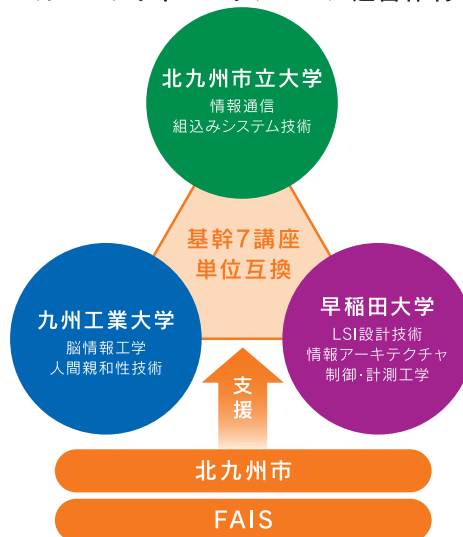 北九州市立大学
情報通信
組込みシステム技術
基幹7講座
単位互換
九州工業大学
脳情報工学
人間親和性技術
早稲田大学
LSI設計技術
情報アーキテクチャ
制御・計測工学
支援
北九州市
FAIS